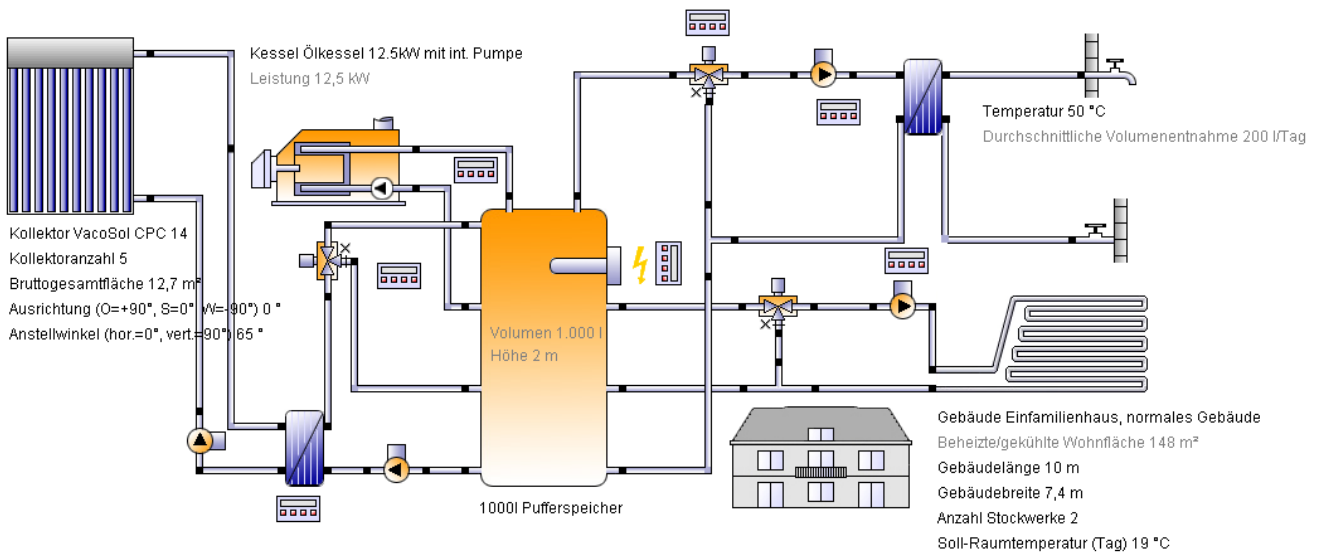 Kessel Ölkessel 12.5kW mit int. Pumpe
Leistung 12,5 kW
Temperatur 50 °C
Durchschnittliche Volumenentnahme 200 l/Tag
Kollektor VacoSol CPC 14
Kollektoranzahl 5
Bruttogesamtfläche 12,7 m²
Ausrichtung (O=+90°, S=0°, W=-90°) 0 °
Anstellwinkel (hor.=0°, vert.=90°) 65 °
Volumen 1.000 l
Höhe 2 m
1000l Pufferspeicher
Gebäude Einfamilienhaus, normales Gebäude
Beheizte/gekühlte Wohnfläche 148 m²
Gebäudelänge 10 m
Gebäudebreite 7,4 m
Anzahl Stockwerke 2
Soll-Raumtemperatur (Tag) 19 °C